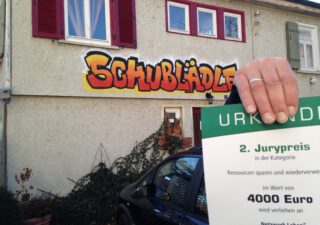 SCHUBLÄDLE
URKUNDE
2. Jurypreis
in der Kategorie
Ressourcen sparen und wiederverwe
im Wert von
4000 Euro
wird verliehen an